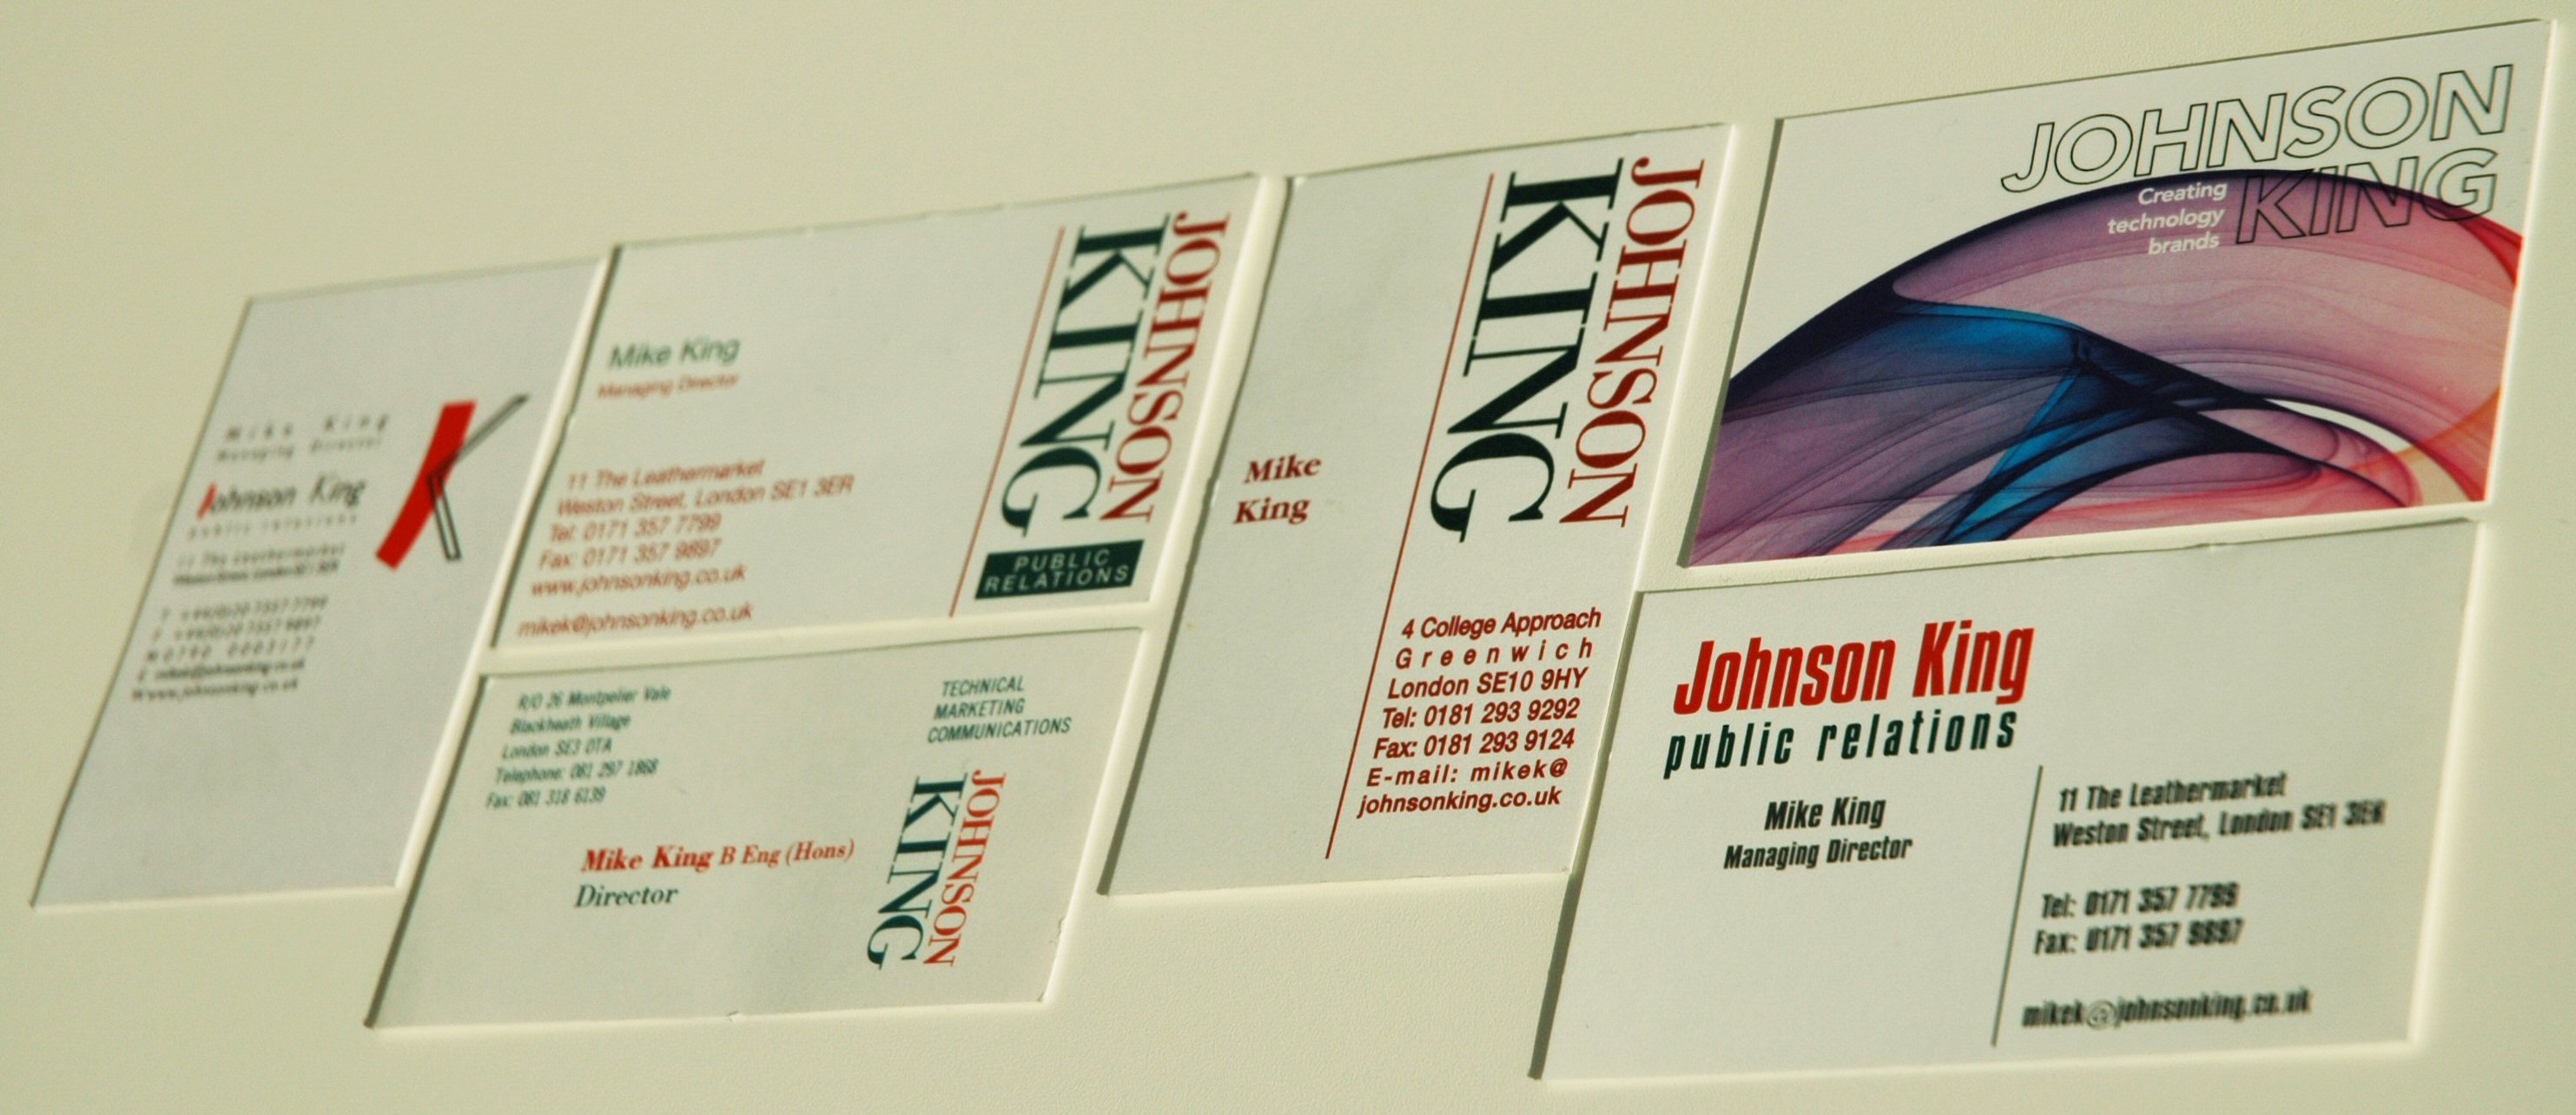 Mike King
Managing Director
Johnson King
public relations
11 The Leathermarket
Weston Street, London SE1 3ER
www.johnsonking.co.uk
Mike King
Managing Director
11 The Leathermarket
Weston Street, London SE1 3ER
Tel: 0171 357 7799
Fax: 0171 357 9897
www.johnsonking.co.uk
mikek@johnsonking.co.uk
JOHNSON
KING
PUBLIC
RELATIONS
R/O 26 Montpelier Vale
Blackheath Village
London SE3 0TA
Telephone: 081 297 1868
Fax: 081 318 6139
TECHNICAL
MARKETING
COMMUNICATIONS
Mike King B Eng (Hons)
Director
JOHNSON
KING
Mike
King
JOHNSON
KING
4 College Approach
Greenwich
London SE10 9HY
Tel: 0181 293 9292
Fax: 0181 293 9124
E-mail: mikek@
johnsonking.co.uk
JOHNSON
KING
Creating
technology
brands
Johnson King
public relations
Mike King
Managing Director
11 The Leathermarket
Weston Street, London SE1 3ER
Tel: 0171 357 7799
Fax: 0171 357 9897
mikek@johnsonking.co.uk